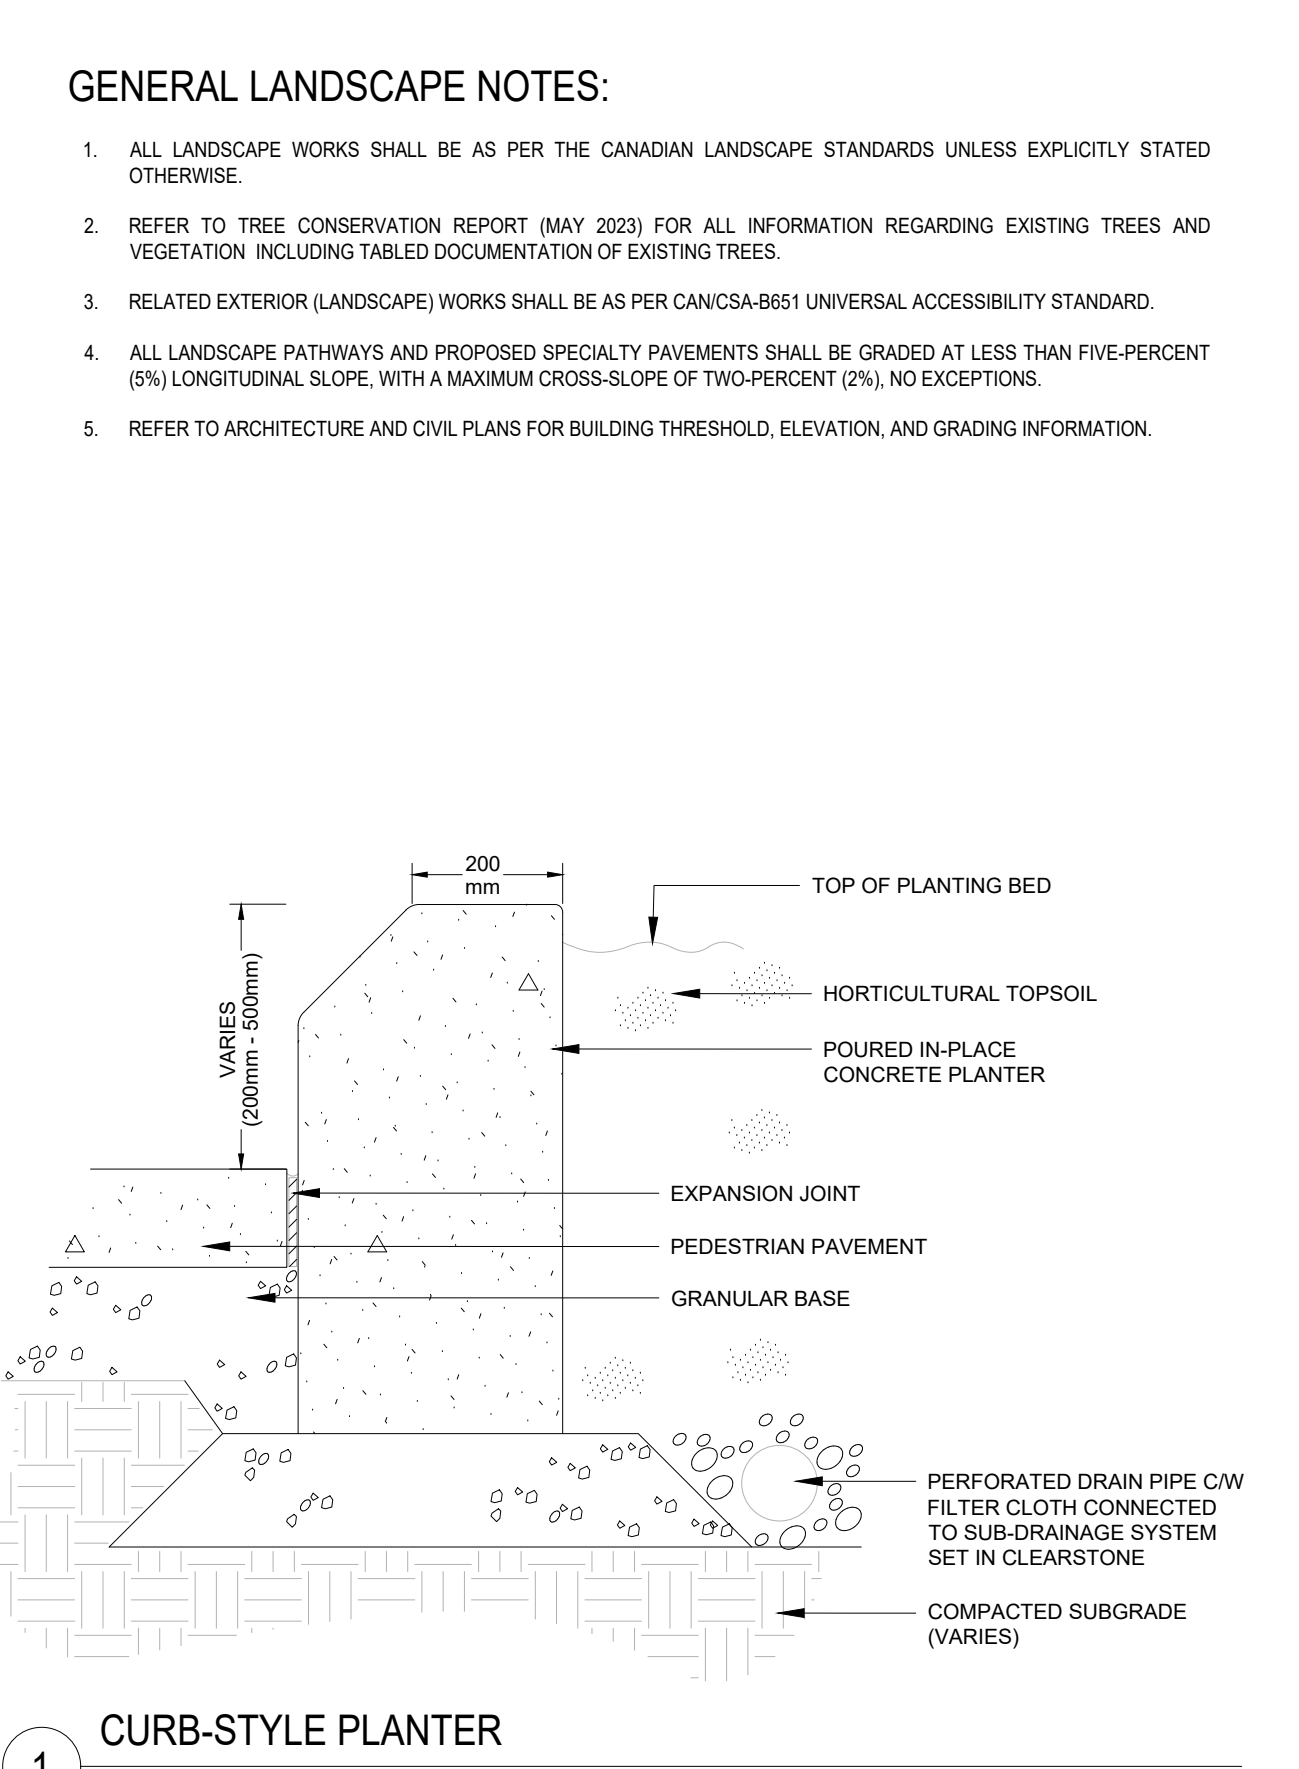 GENERAL LANDSCAPE NOTES:
1. ALL LANDSCAPE WORKS SHALL BE AS PER THE CANADIAN LANDSCAPE STANDARDS UNLESS EXPLICITLY STATED
OTHERWISE.
2. REFER TO TREE CONSERVATION REPORT (MAY 2023) FOR ALL INFORMATION REGARDING EXISTING TREES AND
VEGETATION INCLUDING TABLED DOCUMENTATION OF EXISTING TREES.
3. RELATED EXTERIOR (LANDSCAPE) WORKS SHALL BE AS PER CAN/CSA-B651 UNIVERSAL ACCESSIBILITY STANDARD.
4. ALL LANDSCAPE PATHWAYS AND PROPOSED SPECIALTY PAVEMENTS SHALL BE GRADED AT LESS THAN FIVE-PERCENT
(5%) LONGITUDINAL SLOPE, WITH A MAXIMUM CROSS-SLOPE OF TWO-PERCENT (2%), NO EXCEPTIONS.
5. REFER TO ARCHITECTURE AND CIVIL PLANS FOR BUILDING THRESHOLD, ELEVATION, AND GRADING INFORMATION.
200
mm
TOP OF PLANTING BED
VARIES
(200mm - 500mm)
HORTICULTURAL TOPSOIL
POURED IN-PLACE
CONCRETE PLANTER
EXPANSION JOINT
PEDESTRIAN PAVEMENT
GRANULAR BASE
PERFORATED DRAIN PIPE C/W
FILTER CLOTH CONNECTED
TO SUB-DRAINAGE SYSTEM
SET IN CLEARSTONE
COMPACTED SUBGRADE
(VARIES)
CURB-STYLE PLANTER
1